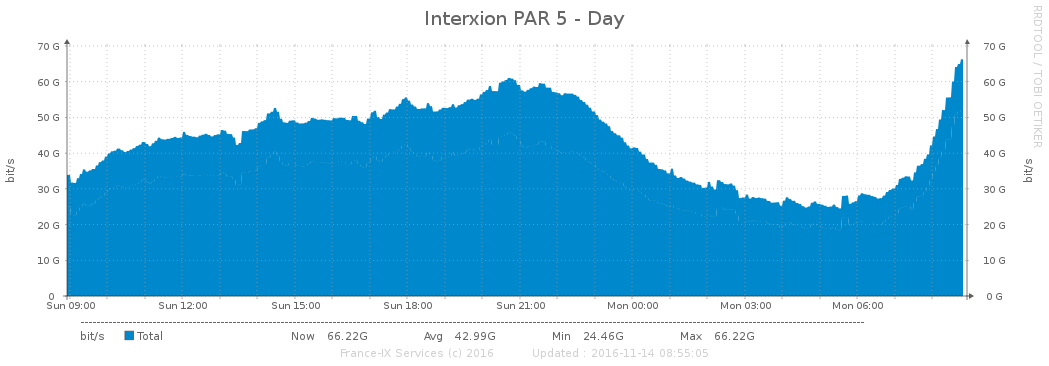 Interxion PAR 5 - Day
RRDTOOL / TOBI OETIKER
bit/s
70 G 70 G
60 G 60 G
50 G 50 G
40 G 40 G
30 G 30 G
20 G 20 G
10 G 10 G
0 0 G
bit/s
Sun 09:00 Sun 12:00 Sun 15:00 Sun 18:00 Sun 21:00 Mon 00:00 Mon 03:00 Mon 06:00
bit/s Total Now 66.22G Avg 42.99G Min 24.46G Max 66.22G
France-IX Services (c) 2016 Updated : 2016-11-14 08:55:05